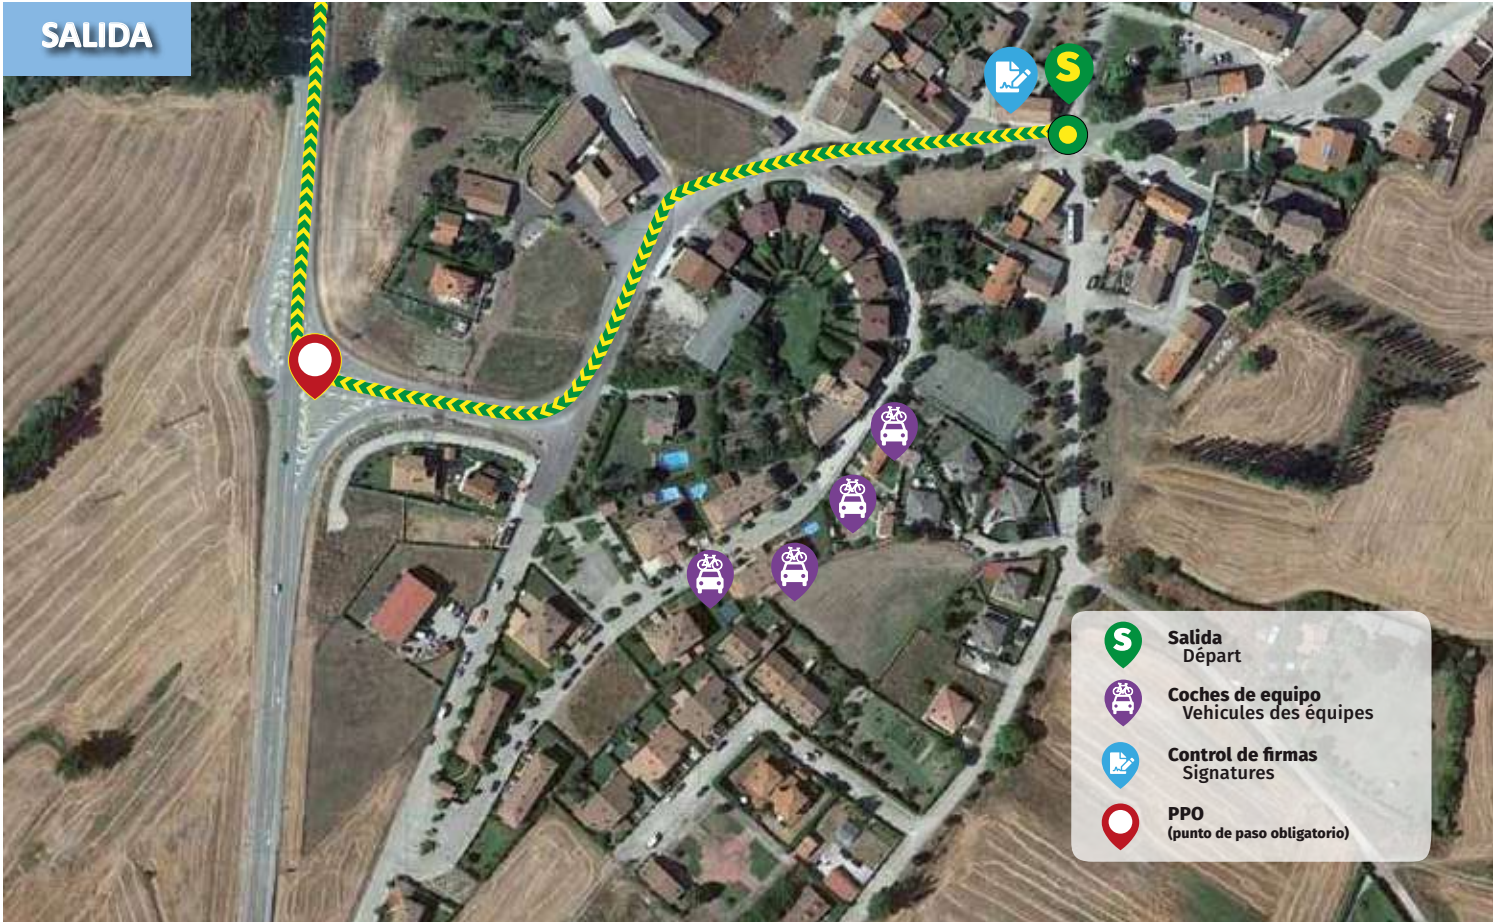 SALIDA
S
S
Salida
Départ
Coches de equipo
Vehicules des équipes
Control de firmas
Signatures
PPO
(punto de paso obligatorio)